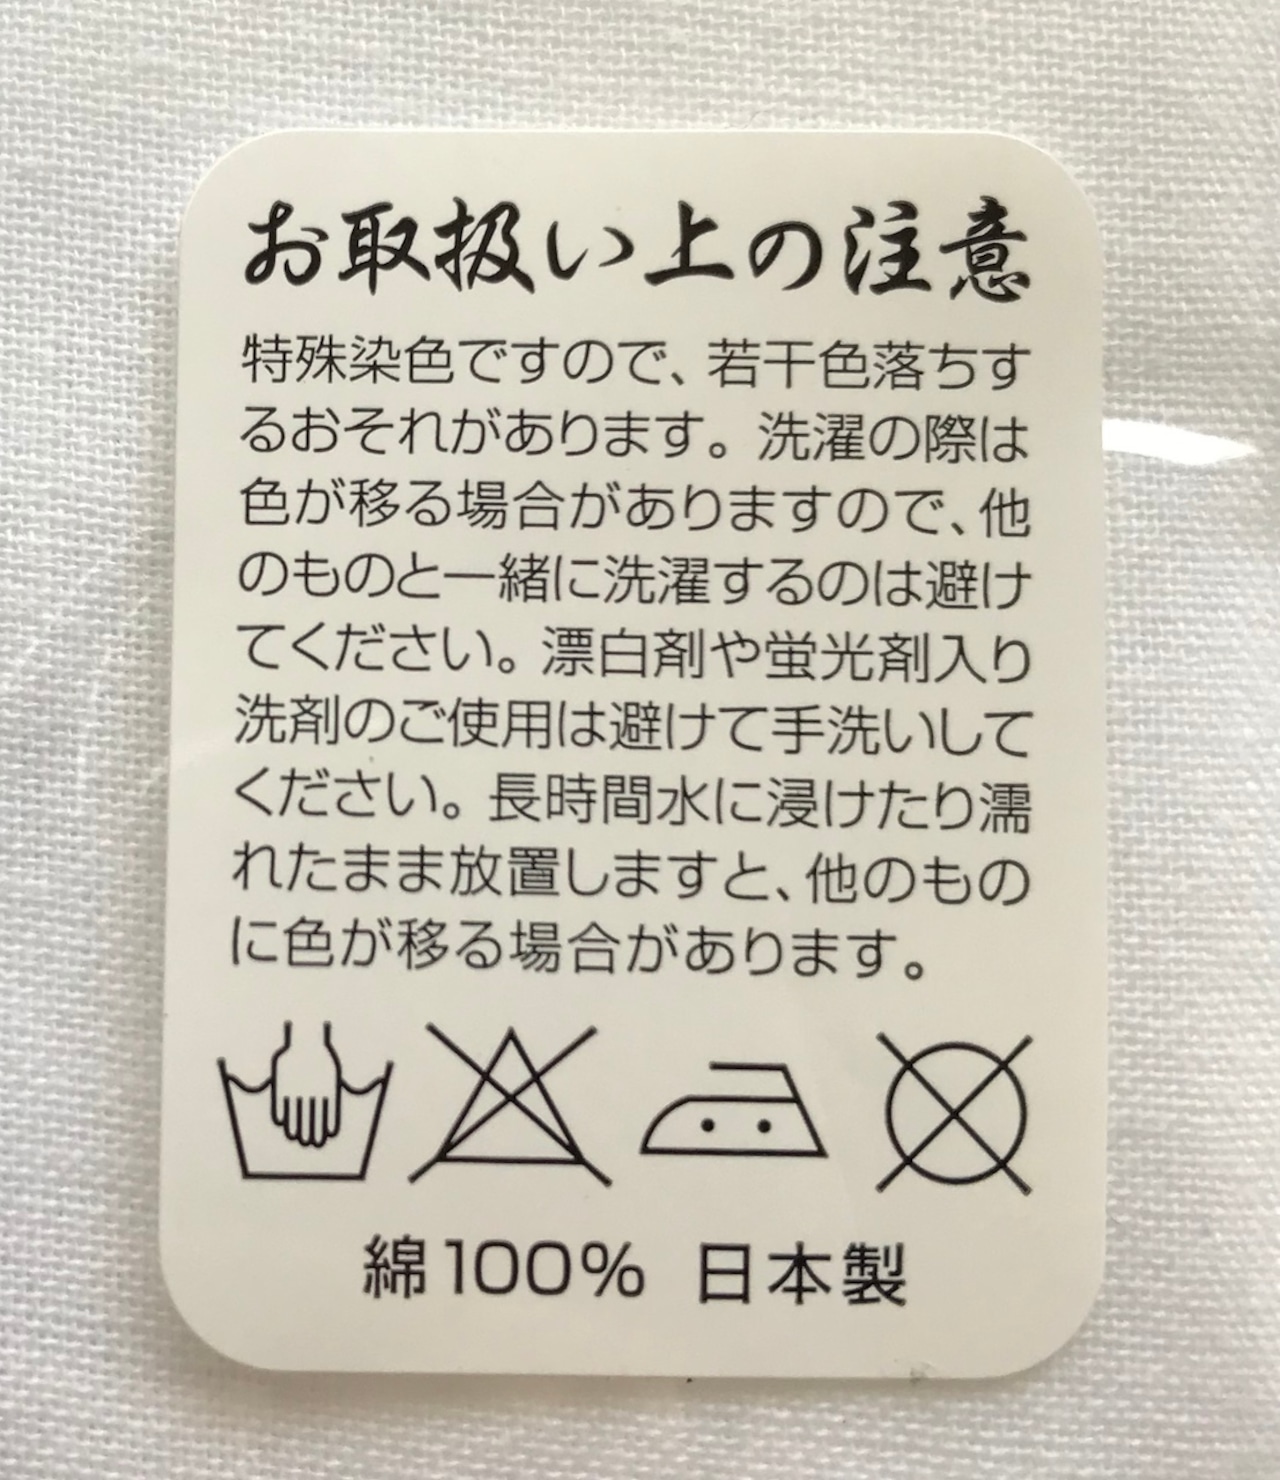 お取扱い上の注意
特殊染色ですので、若干色落ちす
るおそれがあります。洗濯の際は
色が移る場合がありますので、他
のものと一緒に洗濯するのは避け
てください。漂白剤や蛍光剤入り
洗剤のご使用は避けて手洗いして
ください。長時間水に浸けたり濡
れたまま放置しますと、他のもの
に色が移る場合があります。
綿100% 日本製